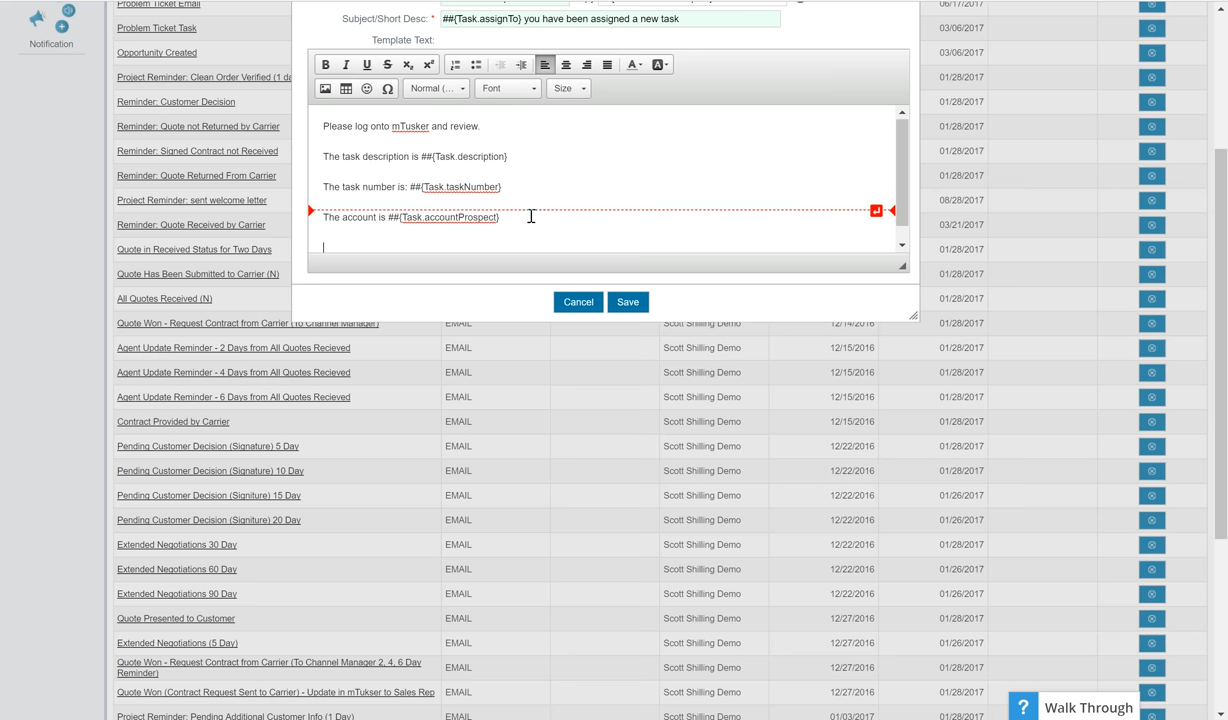 Problem Ticket Email
06/17/2017
Subject/Short Desc: * ##{Task.assignTo} you have been assigned a new task
Template Text:
Notification
Problem Ticket Task 03/06/2017
Opportunity Created 03/06/2017
Project Reminder: Clean Order Verified (1 da 01/28/2017
Reminder: Customer Decision 01/28/2017
Reminder: Quote not Returned by Carrier 01/28/2017
Reminder: Signed Contract not Received 01/28/2017
Reminder: Quote Returned From Carrier 01/28/2017
Project Reminder: sent welcome letter 08/28/2017
Reminder: Quote Received by Carrier 03/21/2017
Quote in Received Status for Two Days 01/28/2017
Quote Has Been Submitted to Carrier (N) 01/28/2017
All Quotes Received (N) 01/28/2017
B I U S x₂ x² A A
Normal (... Font Size
Please log onto mTusker and review.
The task description is ##{Task.description}
The task number is: ##{Task.taskNumber}
The account is ##{Task.accountProspect}
Cancel Save
Quote Won - Request Contract from Carrier (To Channel Manager) EMAIL Scott Shilling Demo 12/14/2016 01/28/2017
Agent Update Reminder - 2 Days from All Quotes Recieved EMAIL Scott Shilling Demo 12/15/2016 01/28/2017
Agent Update Reminder - 4 Days from All Quotes Recieved EMAIL Scott Shilling Demo 12/15/2016 01/28/2017
Agent Update Reminder - 6 Days from All Quotes Recieved EMAIL Scott Shilling Demo 12/15/2016 01/28/2017
Contract Provided by Carrier EMAIL Scott Shilling Demo 12/15/2016 01/28/2017
Pending Customer Decision (Signature) 5 Day EMAIL Scott Shilling Demo 12/22/2016 01/28/2017
Pending Customer Decision (Signature) 10 Day EMAIL Scott Shilling Demo 12/22/2016 01/28/2017
Pending Customer Decision (Signiture) 15 Day EMAIL Scott Shilling Demo 12/22/2016 01/26/2017
Pending Customer Decision (Signiture) 20 Day EMAIL Scott Shilling Demo 12/22/2016 01/26/2017
Extended Negotiations 30 Day EMAIL Scott Shilling Demo 12/22/2016 01/28/2017
Extended Negotiations 60 Day EMAIL Scott Shilling Demo 12/22/2016 01/26/2017
Extended Negotiations 90 Day EMAIL Scott Shilling Demo 12/22/2016 01/26/2017
Quote Presented to Customer EMAIL Scott Shilling Demo 12/27/2016 01/28/2017
Extended Negotiations (5 Day) EMAIL Scott Shilling Demo 12/27/2016 01/26/2017
Quote Won - Request Contract from Carrier (To Channel Manager 2, 4, 6 Day
Reminder) EMAIL Scott Shilling Demo 12/27/2016 01/28/2017
Quote Won (Contract Request Sent to Carrier) - Update in mTukser to Sales Rep EMAIL Scott Shilling Demo 12/27/2016 01/28/2017
Project Reminder: Pending Additional Customer Info (1 Day) EMAIL Scott Shilling Demo 01/03/2017 01/28/2017
? Walk Through